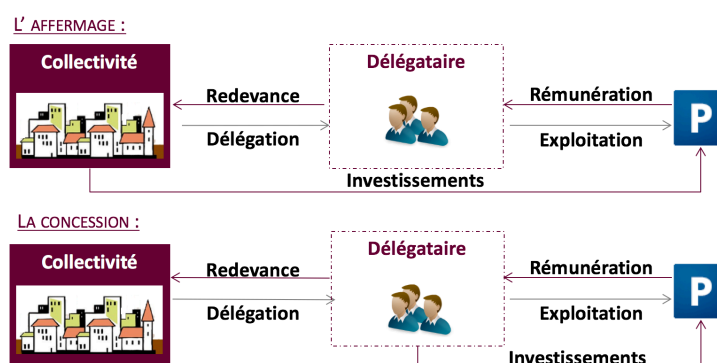 L' AFFERMAGE :
Collectivité
Délégataire
Redevance
Rémunération
P
Délégation
Exploitation
Investissements
LA CONCESSION :
Collectivité
Délégataire
Redevance
Rémunération
P
Délégation
Exploitation
Investissements